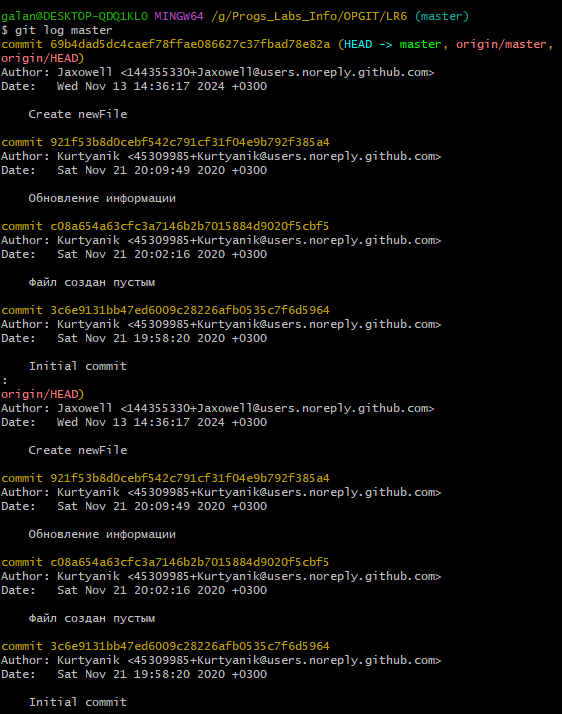 galan@DESKTOP-QDQ1KLO MINGW64 /g/Progs_Labs_Info/OPGIT/LR6 (master)
$ git log master
commit 69b4dad5dc4caef78ffae086627c37fbad78e82a (HEAD -> master, origin/master,
origin/HEAD)
Author: Jaxowell <144355330+Jaxowell@users.noreply.github.com>
Date:   Wed Nov 13 14:36:17 2024 +0300

    Create newFile

commit 921f53b8d0cebf542c791cf31f04e9b792f385a4
Author: Kurtyanik <45309985+Kurtyanik@users.noreply.github.com>
Date:   Sat Nov 21 20:09:49 2020 +0300

    Обновление информации

commit c08a654a63cfc3a7146b2b7015884d9020f5cbf5
Author: Kurtyanik <45309985+Kurtyanik@users.noreply.github.com>
Date:   Sat Nov 21 20:02:16 2020 +0300

    Файл создан пустым

commit 3c6e9131bb47ed6009c28226afb0535c7f6d5964
Author: Kurtyanik <45309985+Kurtyanik@users.noreply.github.com>
Date:   Sat Nov 21 19:58:20 2020 +0300

    Initial commit
:
origin/HEAD)
Author: Jaxowell <144355330+Jaxowell@users.noreply.github.com>
Date:   Wed Nov 13 14:36:17 2024 +0300

    Create newFile

commit 921f53b8d0cebf542c791cf31f04e9b792f385a4
Author: Kurtyanik <45309985+Kurtyanik@users.noreply.github.com>
Date:   Sat Nov 21 20:09:49 2020 +0300

    Обновление информации

commit c08a654a63cfc3a7146b2b7015884d9020f5cbf5
Author: Kurtyanik <45309985+Kurtyanik@users.noreply.github.com>
Date:   Sat Nov 21 20:02:16 2020 +0300

    Файл создан пустым

commit 3c6e9131bb47ed6009c28226afb0535c7f6d5964
Author: Kurtyanik <45309985+Kurtyanik@users.noreply.github.com>
Date:   Sat Nov 21 19:58:20 2020 +0300

    Initial commit